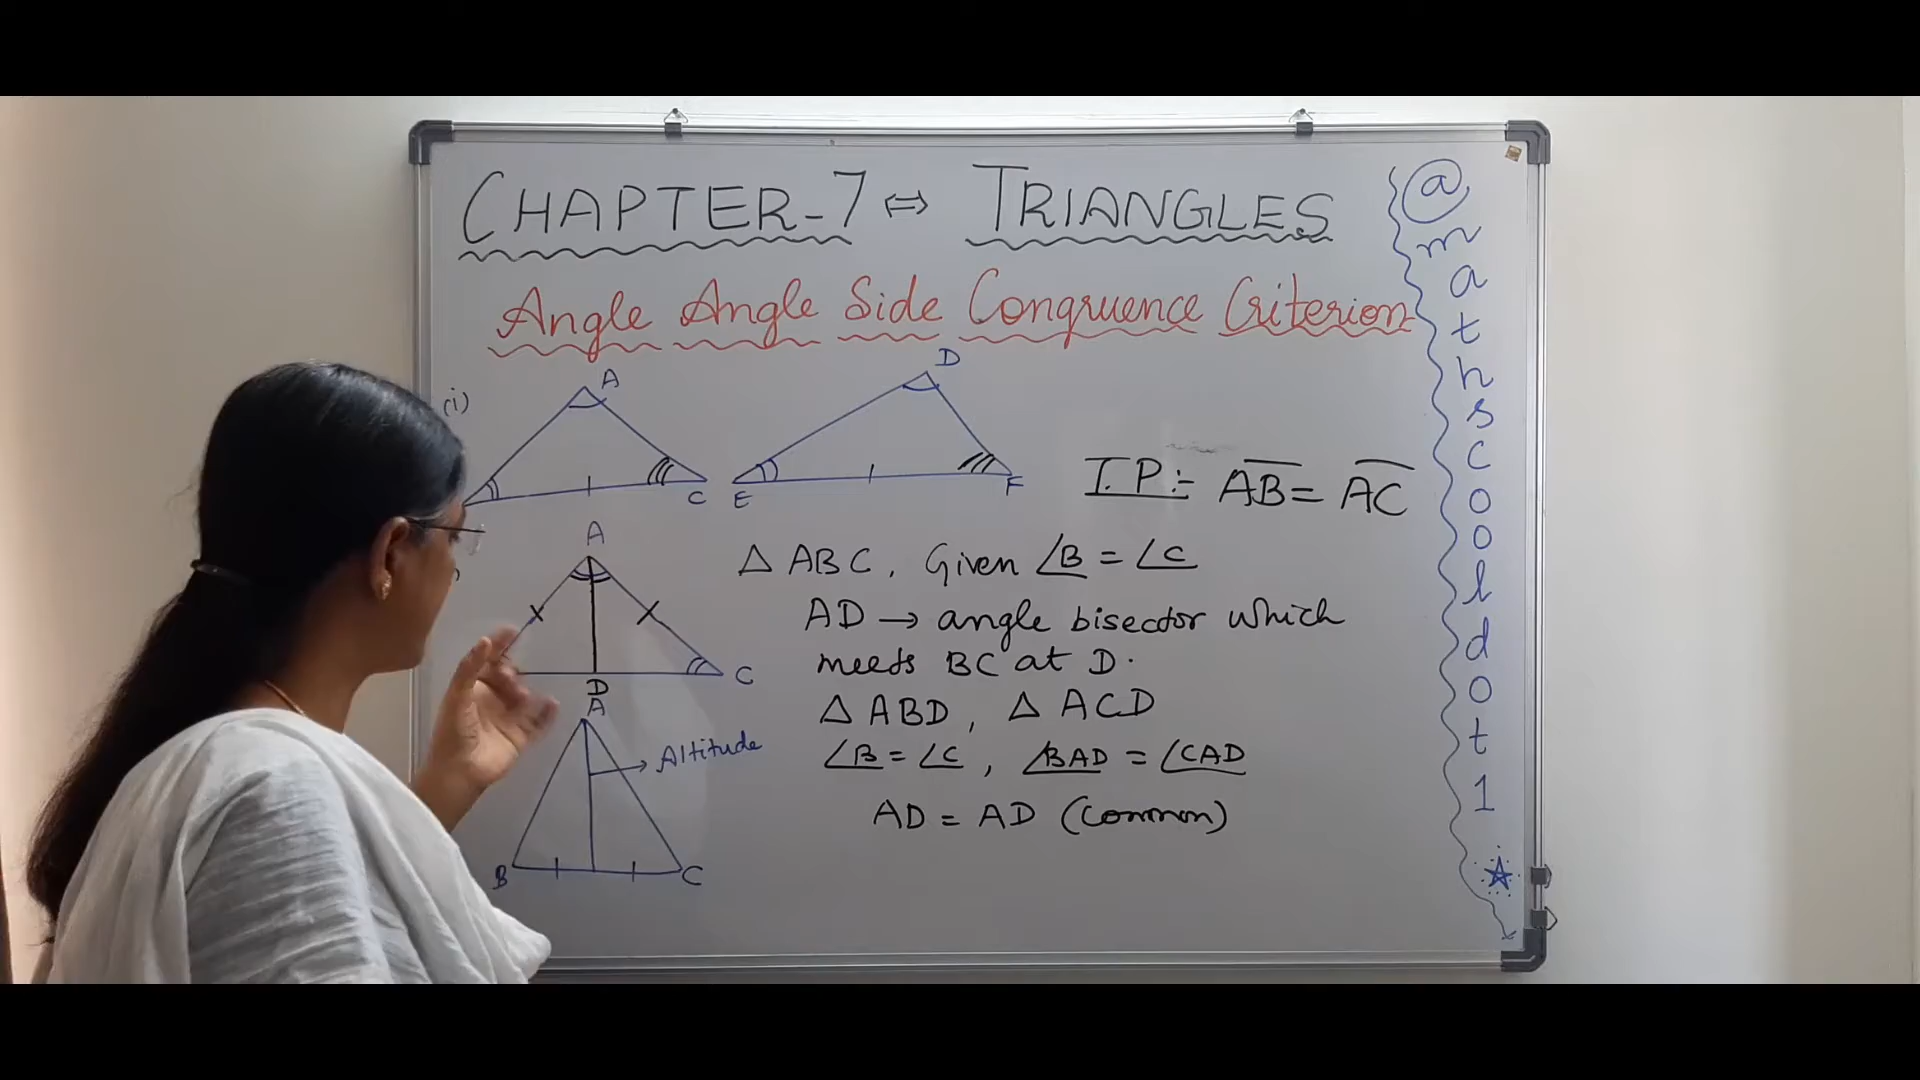 CHAPTER-7 ⇔ TRIANGLES
Angle Angle Side Congruence Criterion
(i)
A
C
D
E
F
T.P:- AB = AC
A
C
D
△ ABC, Given ∠B = ∠C
AD → angle bisector which
meets BC at D.
△ ABD, △ ACD
∠B = ∠C, ∠BAD = ∠CAD
AD = AD (Common)
A
Altitude
B
C
@mathscooldot1